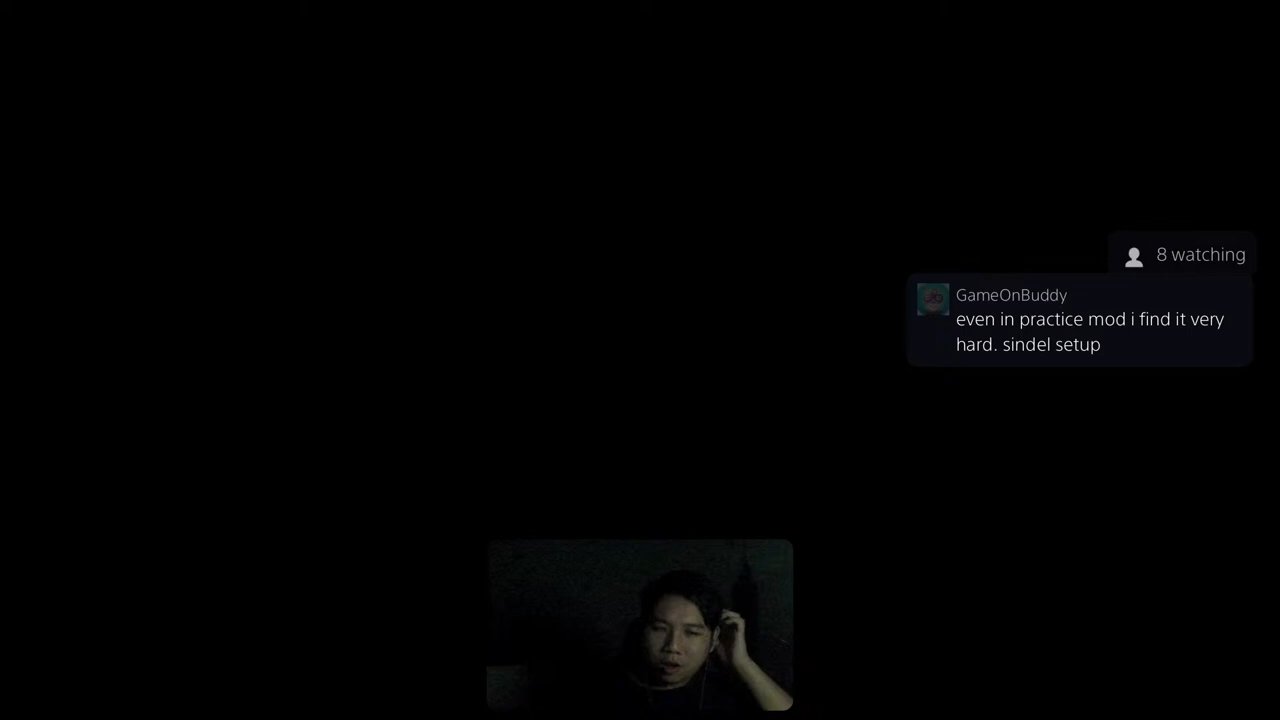 8 watching
GameOnBuddy
even in practice mod i find it very
hard. sindel setup